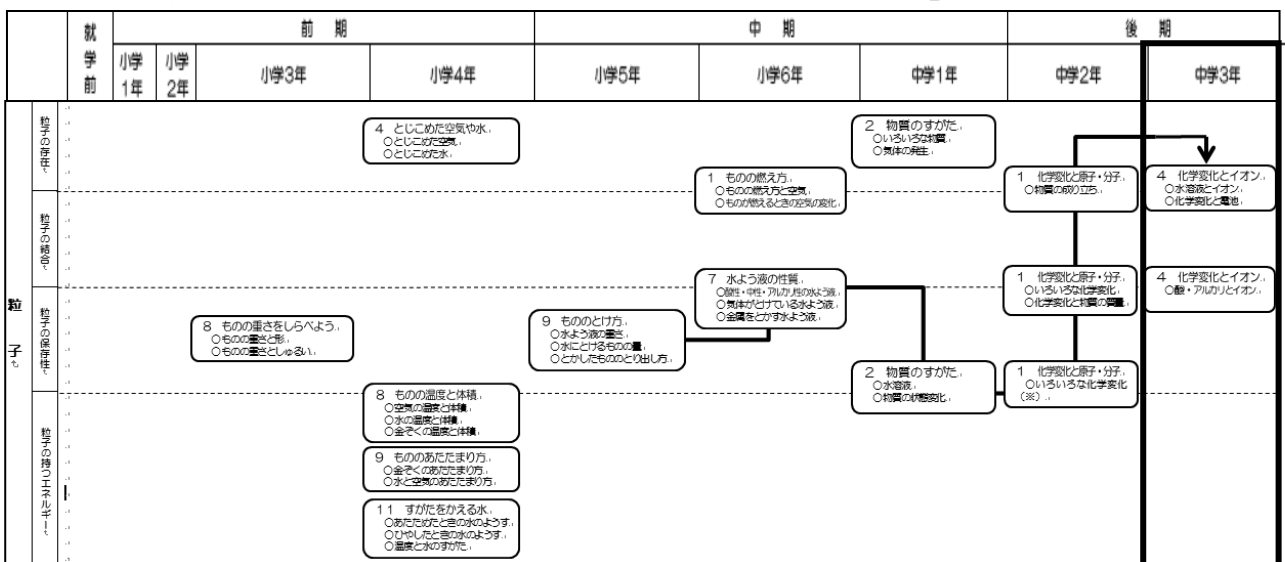 就学前
前 期
中 期
後 期
小学1年
小学2年
小学3年
小学4年
小学5年
小学6年
中学1年
中学2年
中学3年
粒子
粒子の存在
粒子の結合
粒子の保存性
粒子の持つエネルギー
4 とじこめた空気や水
○とじこめた空気
○とじこめた水
2 物質のすがた
○いろいろな物質
○気体の発生
1 ものの燃え方
○ものの燃え方と空気
○ものが燃えるときの空気の変化
1 化学変化と原子・分子
○物質の成り立ち
4 化学変化とイオン
○水溶液とイオン
○化学変化と電池
7 水よう液の性質
○酸性・中性・アルカリ性の水よう液
○気体がとけている水よう液
○金属をとかす水よう液
1 化学変化と原子・分子
○いろいろな化学変化
○化学変化と物質の質量
4 化学変化とイオン
○酸・アルカリとイオン
8 ものの重さをしらべよう
○ものの重さと形
○ものの重さとしゅるい
9 もののとけ方
○水よう液の重さ
○水にとけるものの量
○とかしたもののとり出し方
2 物質のすがた
○水溶液
○物質の状態変化
1 化学変化と原子・分子
○いろいろな化学変化
(※)
8 ものの温度と体積
○空気の温度と体積
○水の温度と体積
○金ぞくの温度と体積
9 もののあたたまり方
○金ぞくのあたたまり方
○水と空気のあたたまり方
11 すがたをかえる水
○あたためたときの水のようす
○ひやしたときの水のようす
○温度と水のすがた